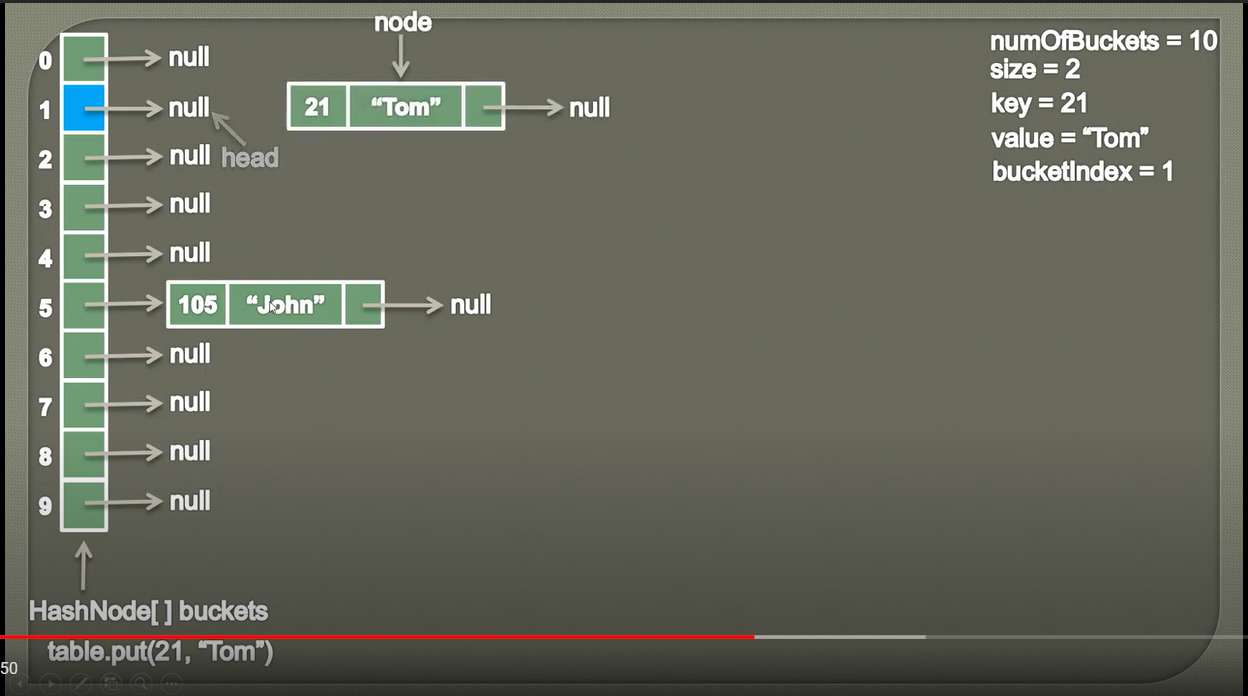 node
numOfBuckets = 10
size = 2
key = 21
value = “Tom”
bucketIndex = 1
0 null
1 null
21 “Tom” null
head
2 null
3 null
4 null
5 105 “John” null
6 null
7 null
8 null
9 null
HashNode[ ] buckets
table.put(21, “Tom”)
50